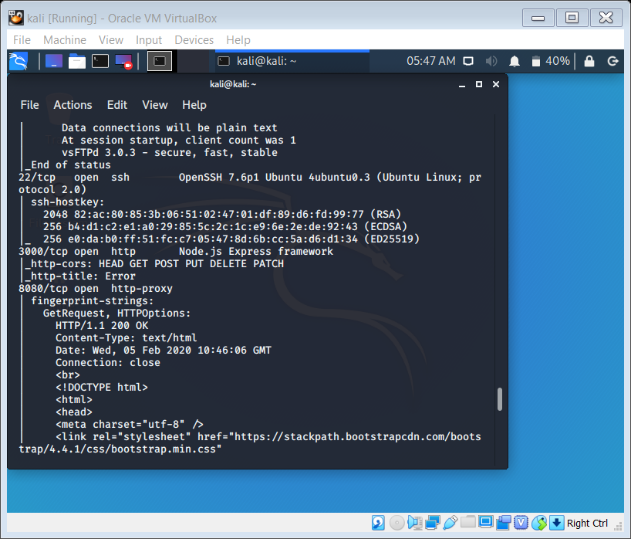 kali [Running] - Oracle VM VirtualBox
File Machine View Input Devices Help
kali@kali: ~ 05:47 AM 40%
kali@kali: ~
File Actions Edit View Help
|       Data connections will be plain text
|       At session startup, client count was 1
|       vsFTPd 3.0.3 - secure, fast, stable
|_End of status
22/tcp   open  ssh        OpenSSH 7.6p1 Ubuntu 4ubuntu0.3 (Ubuntu Linux; pr
otocol 2.0)
| ssh-hostkey:
|   2048 82:ac:80:85:3b:06:51:02:47:01:df:89:d6:fd:99:77 (RSA)
|   256 b4:d1:c2:e1:a0:29:85:5c:2c:1c:e9:6e:2e:de:92:43 (ECDSA)
|_  256 e0:da:b0:ff:51:fc:c7:05:47:8d:6b:cc:5a:d6:d1:34 (ED25519)
3000/tcp open  http       Node.js Express framework
|_http-cors: HEAD GET POST PUT DELETE PATCH
|_http-title: Error
8080/tcp open  http-proxy
| fingerprint-strings:
|   GetRequest, HTTPOptions:
|     HTTP/1.1 200 OK
|     Content-Type: text/html
|     Date: Wed, 05 Feb 2020 10:46:06 GMT
|     Connection: close
|     <br>
|     <!DOCTYPE html>
|     <html>
|     <head>
|     <meta charset="utf-8" />
|     <link rel="stylesheet" href="https://stackpath.bootstrapcdn.com/boots
trap/4.4.1/css/bootstrap.min.css"
Right Ctrl